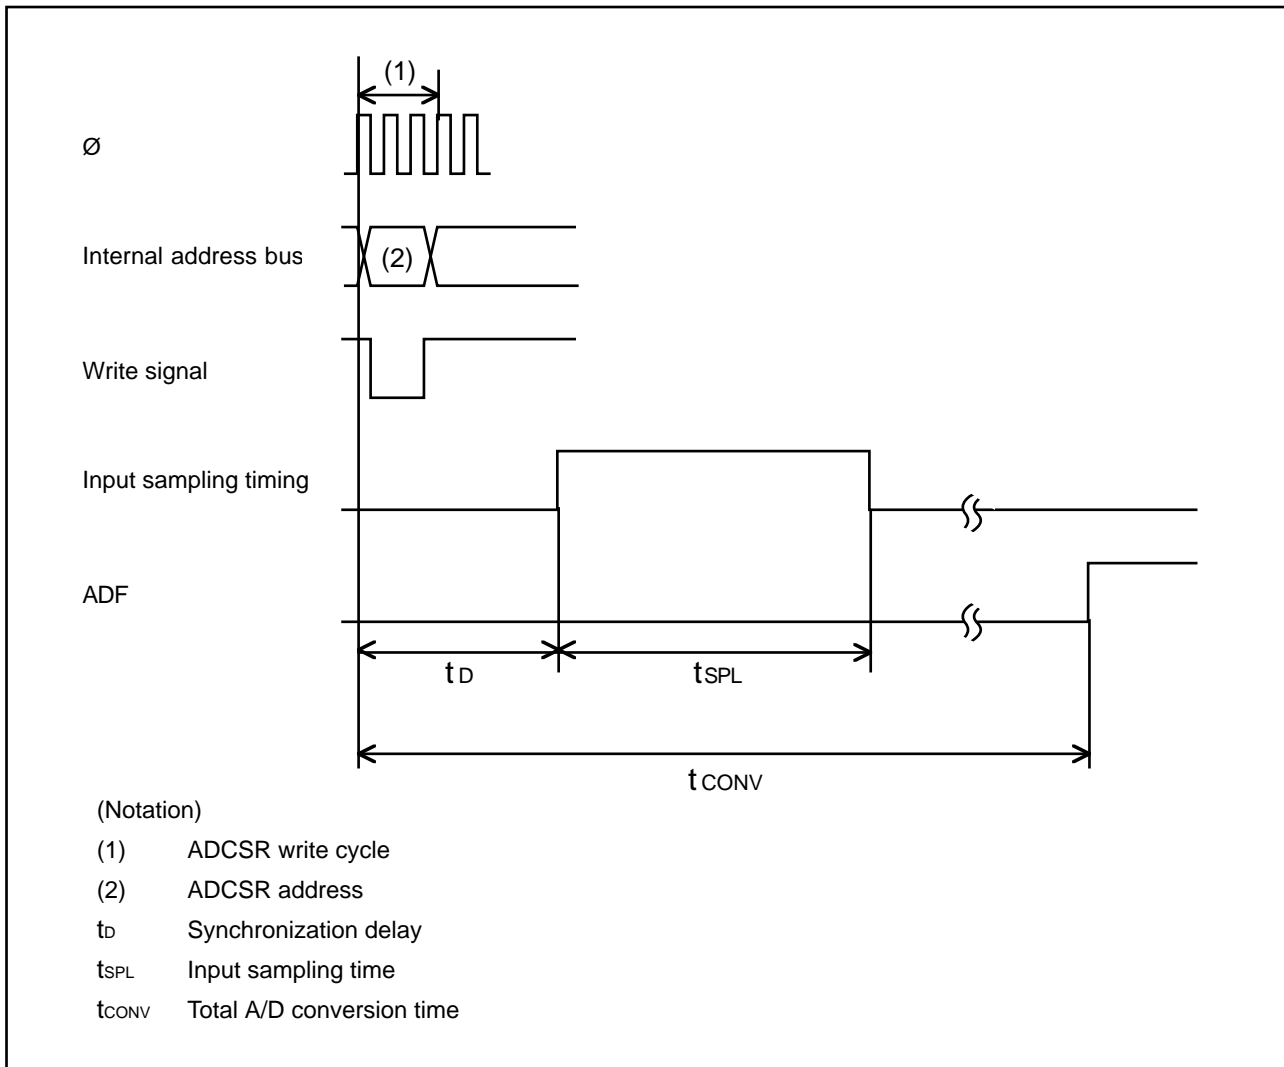 (1)
Ø
Internal address bus
(2)
Write signal
Input sampling timing
ADF
tD
tSPL
tCONV
(Notation)
(1) ADCSR write cycle
(2) ADCSR address
tD Synchronization delay
tSPL Input sampling time
tCONV Total A/D conversion time